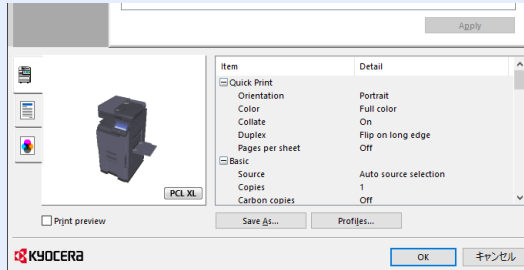 Apply
Item Detail
Quick Print
Orientation Portrait
Color Full color
Collate On
Duplex Flip on long edge
Pages per sheet Off
Basic
Source Auto source selection
Copies 1
Carbon copies Off
PCL XL
Print preview
Save As...
Profiles...
KYOCERA
OK
キャンセル